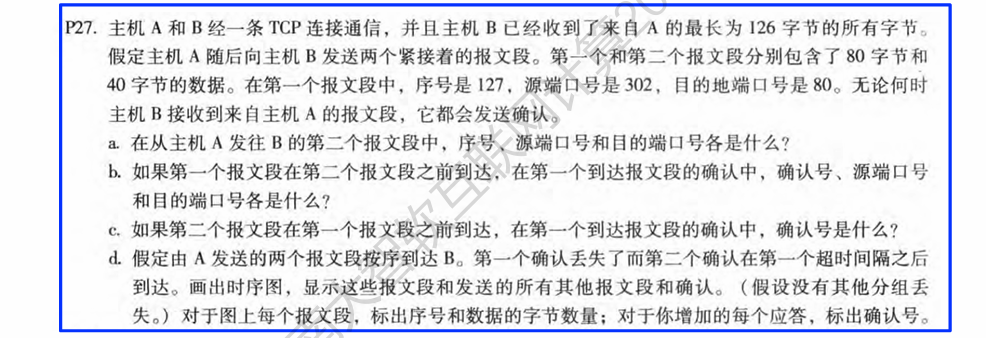 P27. 主机 A 和 B 经一条 TCP 连接通信，并且主机 B 已经收到了来自 A 的最长为 126 字节的所有字节。
假定主机 A 随后向主机 B 发送两个紧接着的报文段。第一个和第二个报文段分别包含了 80 字节和
40 字节的数据。在第一个报文段中，序号是 127，源端口号是 302，目的地端口号是 80。无论何时
主机 B 接收到来自主机 A 的报文段，它都会发送确认。
a. 在从主机 A 发往 B 的第二个报文段中，序号、源端口号和目的端口号各是什么？
b. 如果第一个报文段在第二个报文段之前到达，在第一个到达报文段的确认中，确认号、源端口号
和目的端口号各是什么？
c. 如果第二个报文段在第一个报文段之前到达，在第一个到达报文段的确认中，确认号是什么？
d. 假定由 A 发送的两个报文段按序到达 B。第一个确认丢失了而第二个确认在第一个超时间隔之后
到达。画出时序图，显示这些报文段和发送的所有其他报文段和确认。（假设没有其他分组丢
失。）对于图上每个报文段，标出序号和数据的字节数量；对于你增加的每个应答，标出确认号。